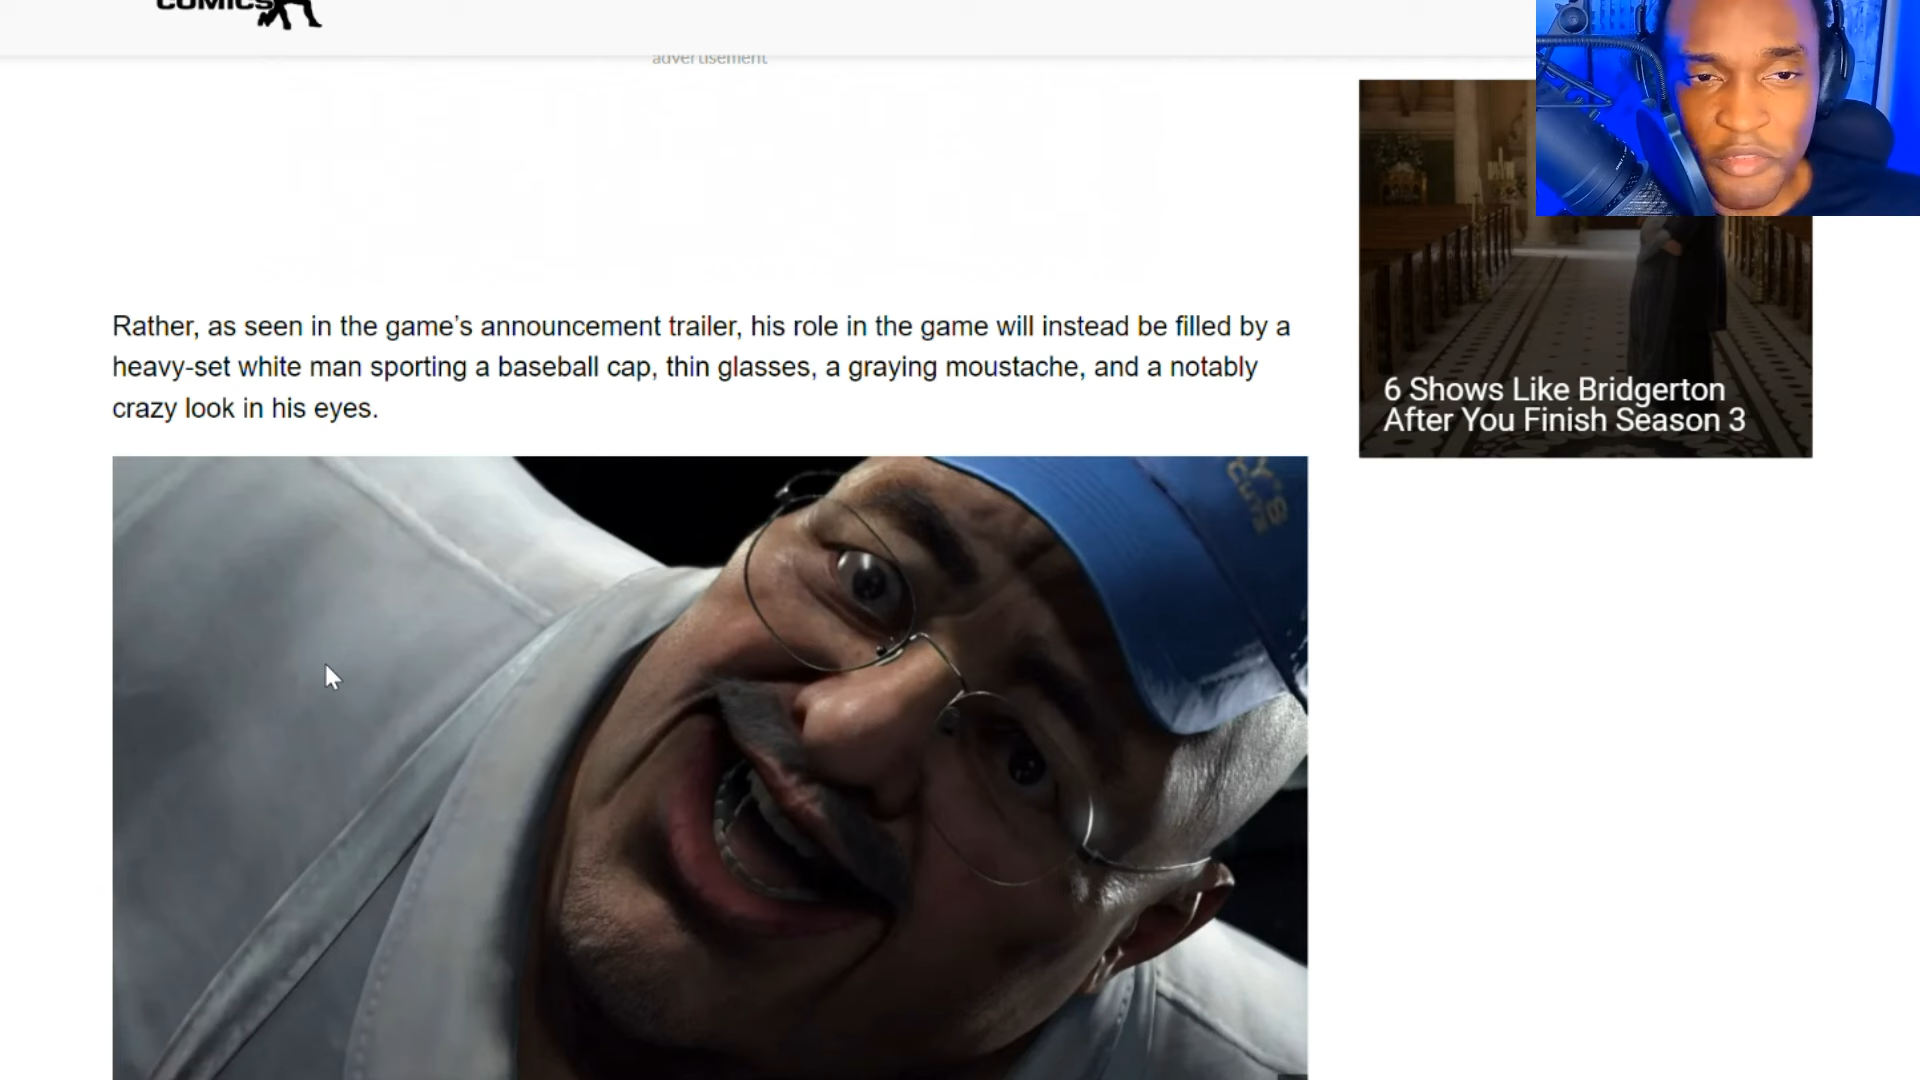 COMICS
advertisement
Rather, as seen in the game's announcement trailer, his role in the game will instead be filled by a
heavy-set white man sporting a baseball cap, thin glasses, a graying moustache, and a notably
crazy look in his eyes.
6 Shows Like Bridgerton
After You Finish Season 3
Y'S
CUTS